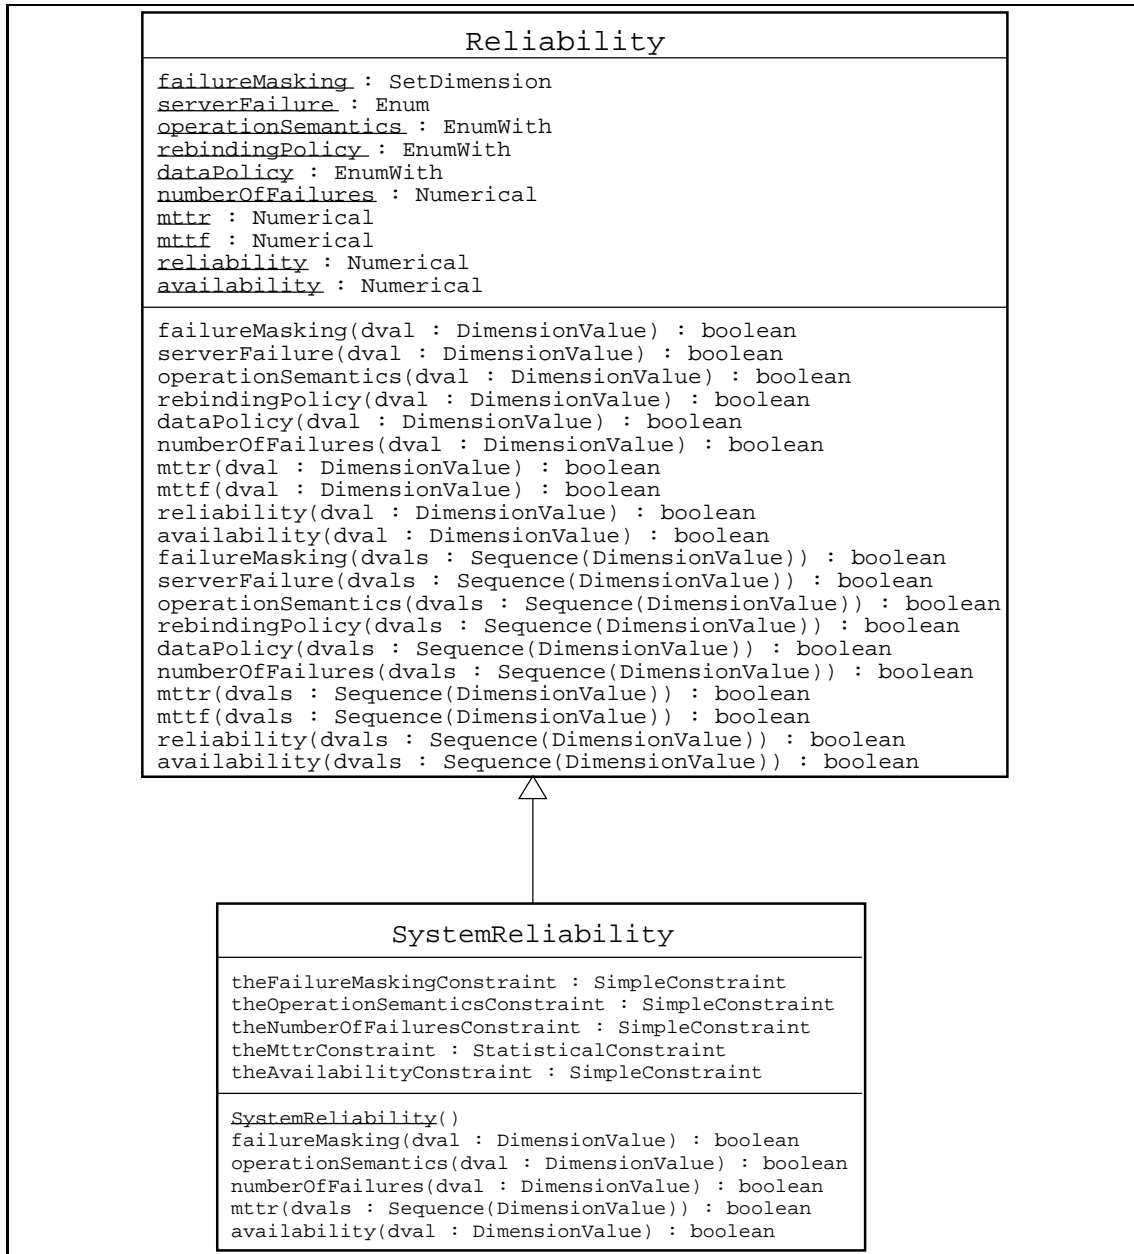 Reliability
failureMasking : SetDimension
serverFailure : Enum
operationSemantics : EnumWith
rebindingPolicy : EnumWith
dataPolicy : EnumWith
numberOfFailures : Numerical
mttr : Numerical
mttf : Numerical
reliability : Numerical
availability : Numerical
failureMasking(dval : DimensionValue) : boolean
serverFailure(dval : DimensionValue) : boolean
operationSemantics(dval : DimensionValue) : boolean
rebindingPolicy(dval : DimensionValue) : boolean
dataPolicy(dval : DimensionValue) : boolean
numberOfFailures(dval : DimensionValue) : boolean
mttr(dval : DimensionValue) : boolean
mttf(dval : DimensionValue) : boolean
reliability(dval : DimensionValue) : boolean
availability(dval : DimensionValue) : boolean
failureMasking(dvals : Sequence(DimensionValue)) : boolean
serverFailure(dvals : Sequence(DimensionValue)) : boolean
operationSemantics(dvals : Sequence(DimensionValue)) : boolean
rebindingPolicy(dvals : Sequence(DimensionValue)) : boolean
dataPolicy(dvals : Sequence(DimensionValue)) : boolean
numberOfFailures(dvals : Sequence(DimensionValue)) : boolean
mttr(dvals : Sequence(DimensionValue)) : boolean
mttf(dvals : Sequence(DimensionValue)) : boolean
reliability(dvals : Sequence(DimensionValue)) : boolean
availability(dvals : Sequence(DimensionValue)) : boolean
SystemReliability
theFailureMaskingConstraint : SimpleConstraint
theOperationSemanticsConstraint : SimpleConstraint
theNumberOfFailuresConstraint : SimpleConstraint
theMttrConstraint : StatisticalConstraint
theAvailabilityConstraint : SimpleConstraint
SystemReliability()
failureMasking(dval : DimensionValue) : boolean
operationSemantics(dval : DimensionValue) : boolean
numberOfFailures(dval : DimensionValue) : boolean
mttr(dvals : Sequence(DimensionValue)) : boolean
availability(dval : DimensionValue) : boolean